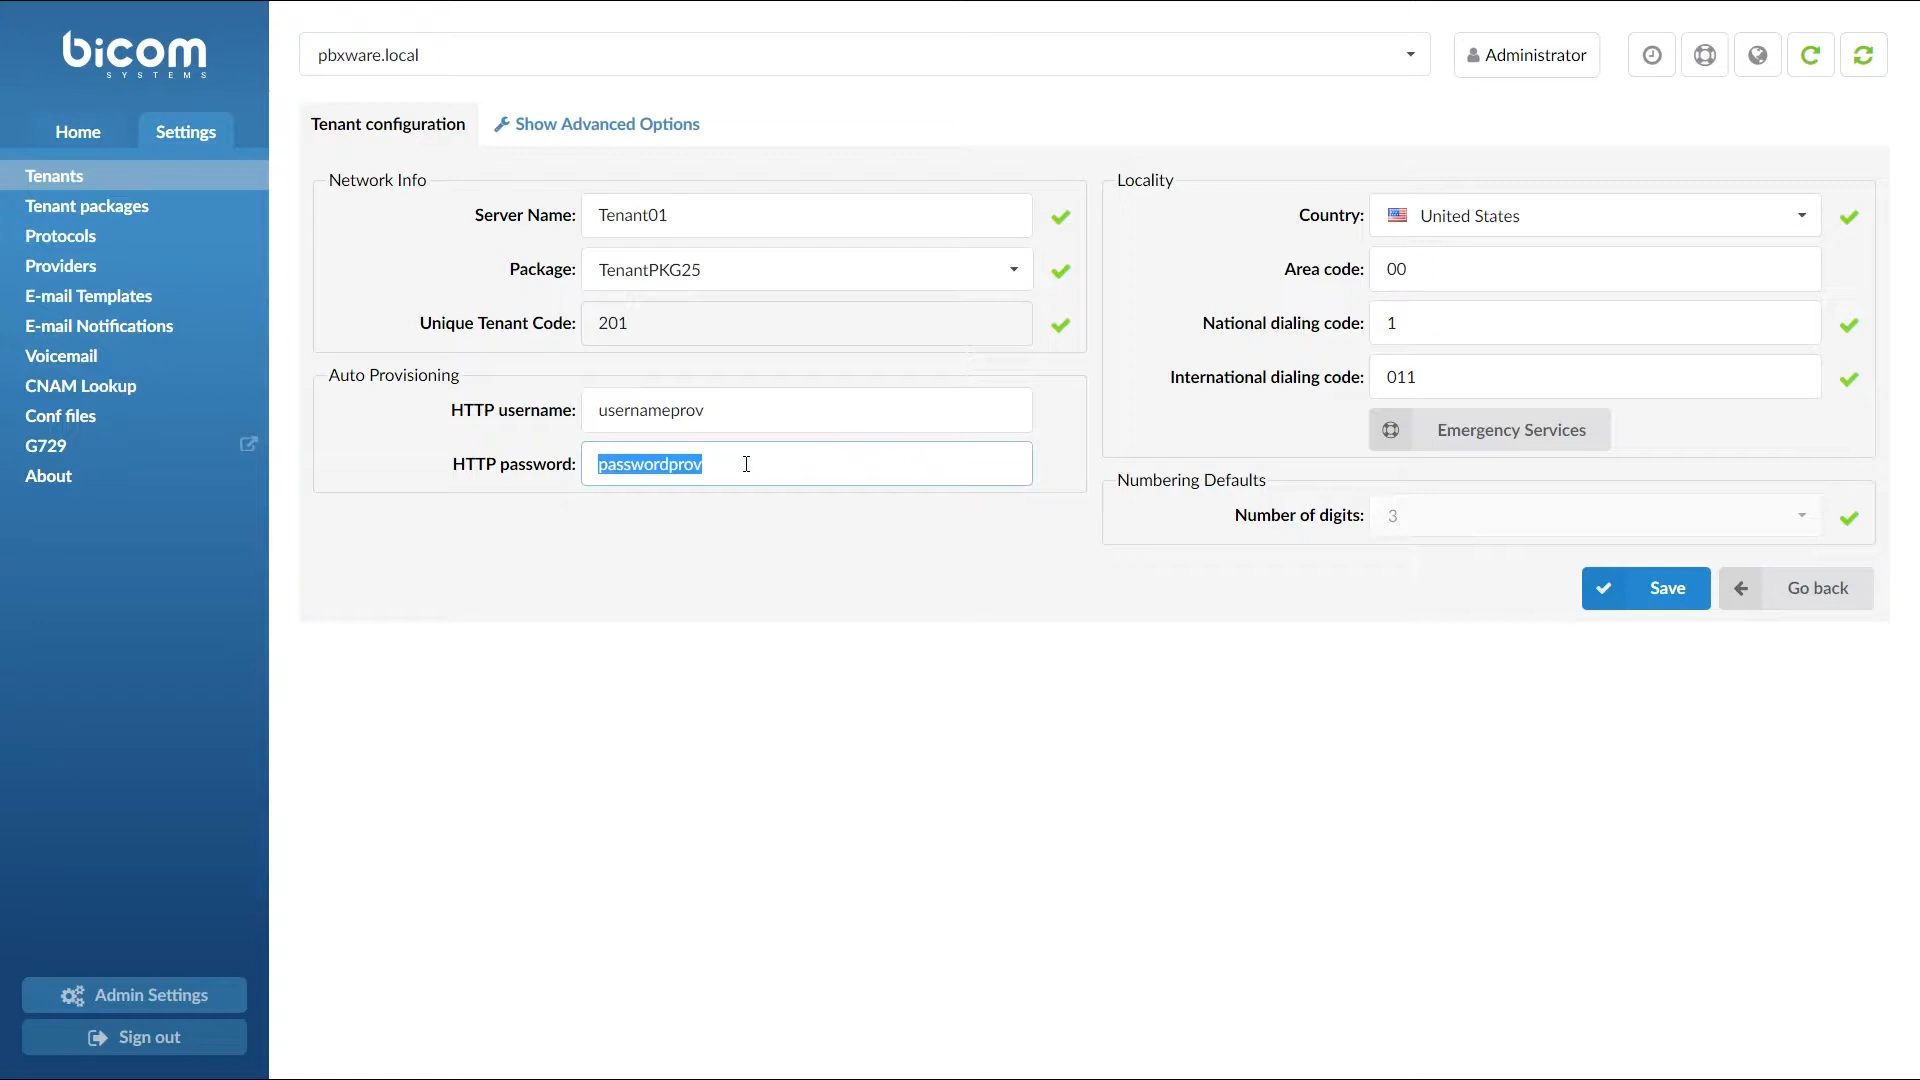 bicom
SYSTEMS
Home
Settings
Tenants
Tenant packages
Protocols
Providers
E-mail Templates
E-mail Notifications
Voicemail
CNAM Lookup
Conf files
G729
About
Admin Settings
Sign out
pbxware.local
Administrator
Tenant configuration
Show Advanced Options
Network Info
Server Name: Tenant01
Package: TenantPKG25
Unique Tenant Code: 201
Auto Provisioning
HTTP username: usernameprov
HTTP password: passwordprov
Locality
Country: United States
Area code: 00
National dialing code: 1
International dialing code: 011
Emergency Services
Numbering Defaults
Number of digits: 3
Save
Go back